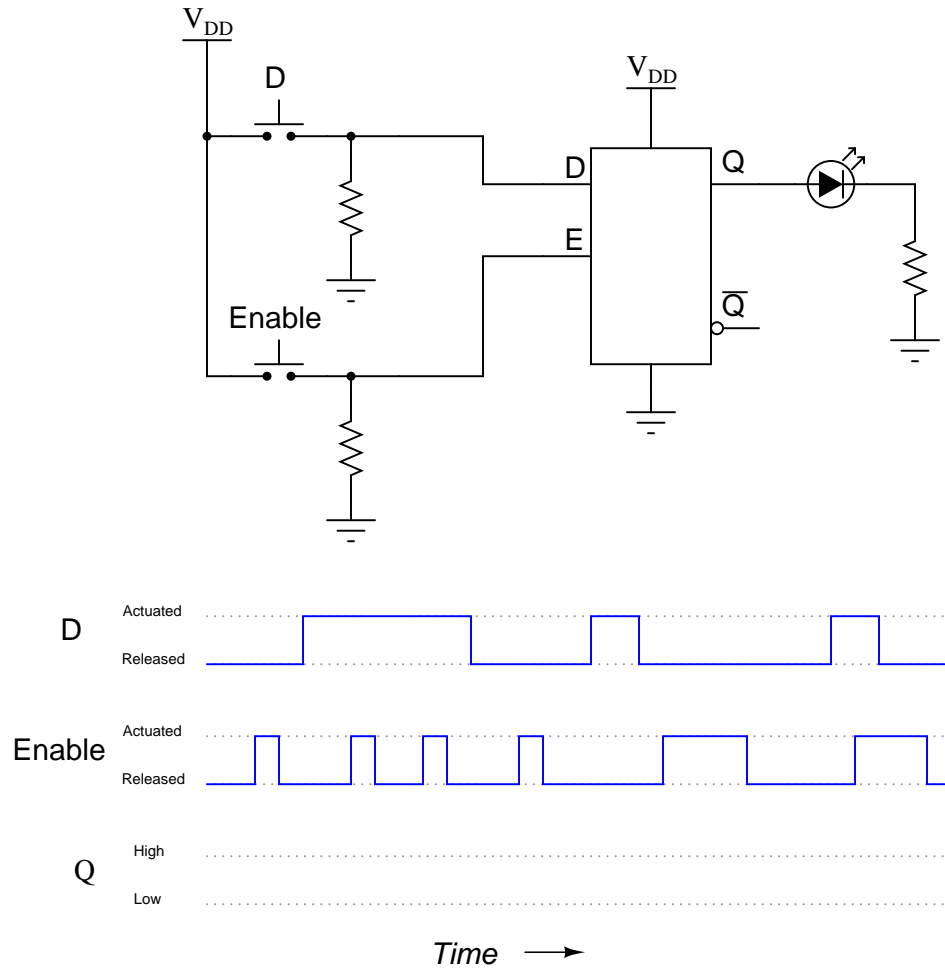 V_DD
D
V_DD
D
Q
E
Q̅
Enable
Actuated
D
Released
Actuated
Enable
Released
High
Q
Low
Time